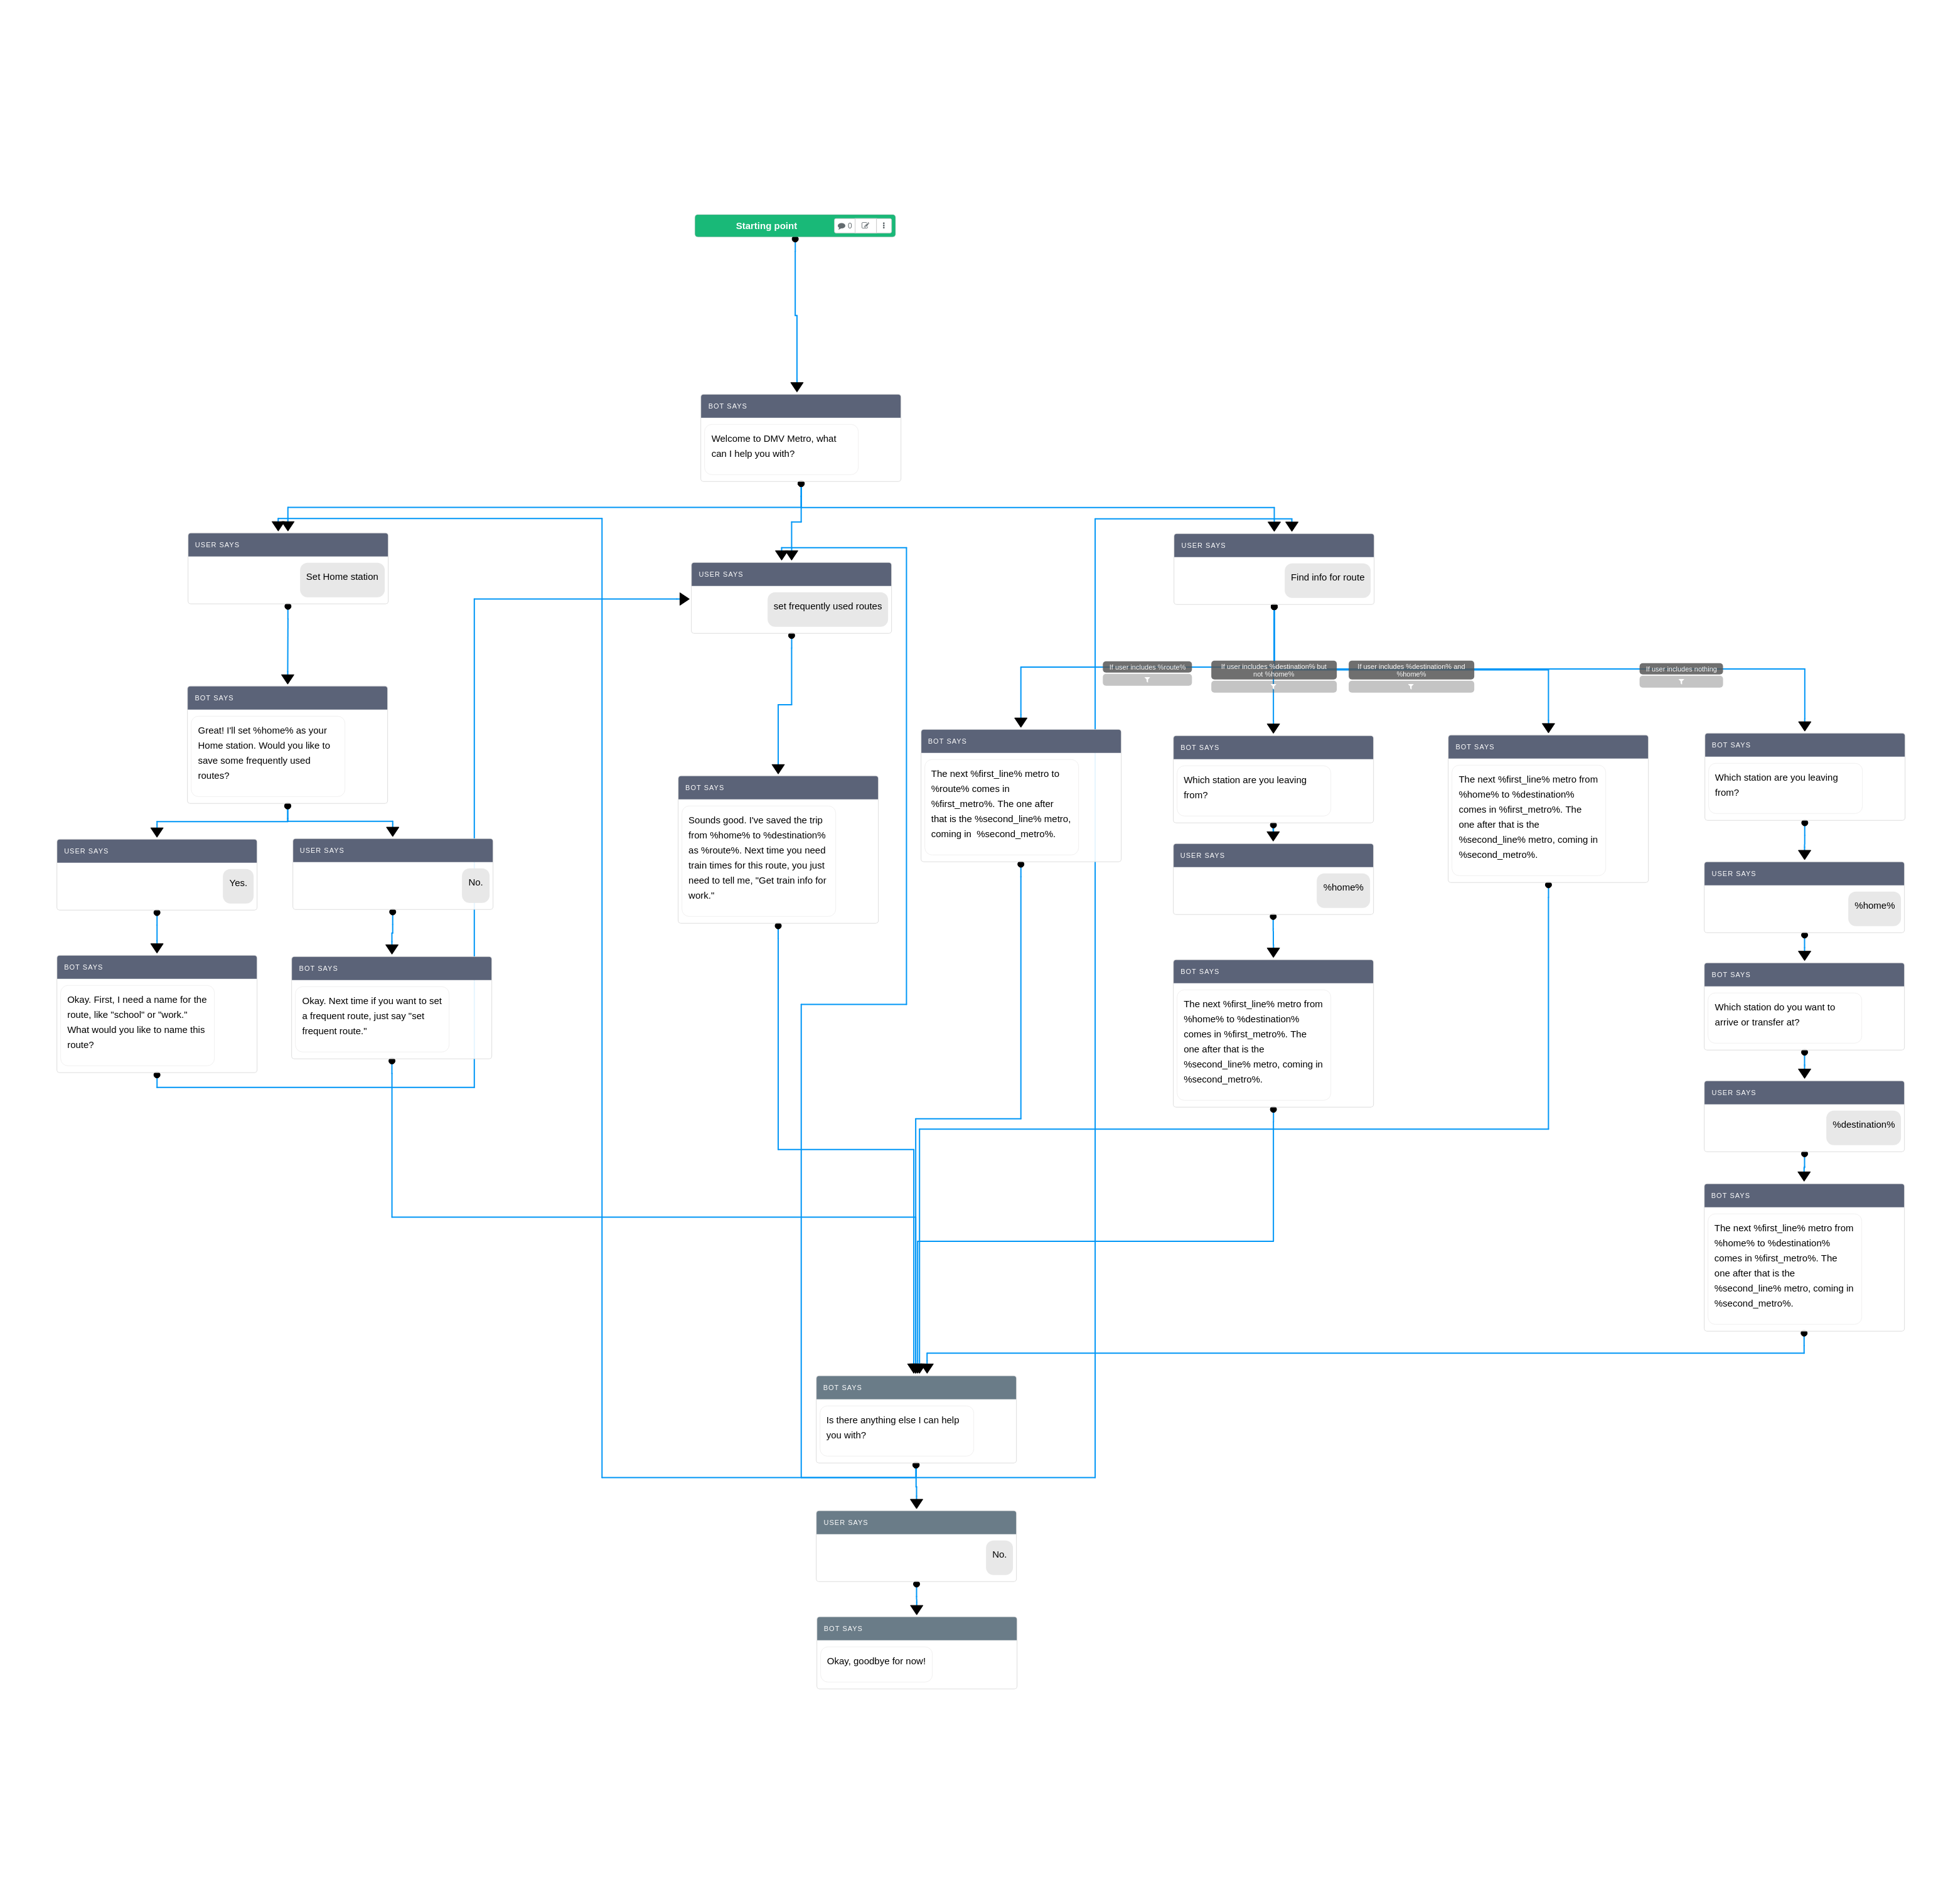 Starting point
0
BOT SAYS
Welcome to DMV Metro, what
can I help you with?
USER SAYS
Set Home station
USER SAYS
set frequently used routes
USER SAYS
Find info for route
If user includes %route%
If user includes %destination% but
not %home%
If user includes %destination% and
%home%
If user includes nothing
BOT SAYS
Great! I'll set %home% as your
Home station. Would you like to
save some frequently used
routes?
USER SAYS
Yes.
USER SAYS
No.
BOT SAYS
Okay. First, I need a name for the
route, like "school" or "work."
What would you like to name this
route?
BOT SAYS
Okay. Next time if you want to set
a frequent route, just say "set
frequent route."
BOT SAYS
Sounds good. I've saved the trip
from %home% to %destination%
as %route%. Next time you need
train times for this route, you just
need to tell me, "Get train info for
work."
BOT SAYS
The next %first_line% metro to
%route% comes in
%first_metro%. The one after
that is the %second_line% metro,
coming in  %second_metro%.
BOT SAYS
Which station are you leaving
from?
USER SAYS
%home%
BOT SAYS
The next %first_line% metro from
%home% to %destination%
comes in %first_metro%. The
one after that is the
%second_line% metro, coming in
%second_metro%.
BOT SAYS
The next %first_line% metro from
%home% to %destination%
comes in %first_metro%. The
one after that is the
%second_line% metro, coming in
%second_metro%.
BOT SAYS
Which station are you leaving
from?
USER SAYS
%home%
BOT SAYS
Which station do you want to
arrive or transfer at?
USER SAYS
%destination%
BOT SAYS
The next %first_line% metro from
%home% to %destination%
comes in %first_metro%. The
one after that is the
%second_line% metro, coming in
%second_metro%.
BOT SAYS
Is there anything else I can help
you with?
USER SAYS
No.
BOT SAYS
Okay, goodbye for now!